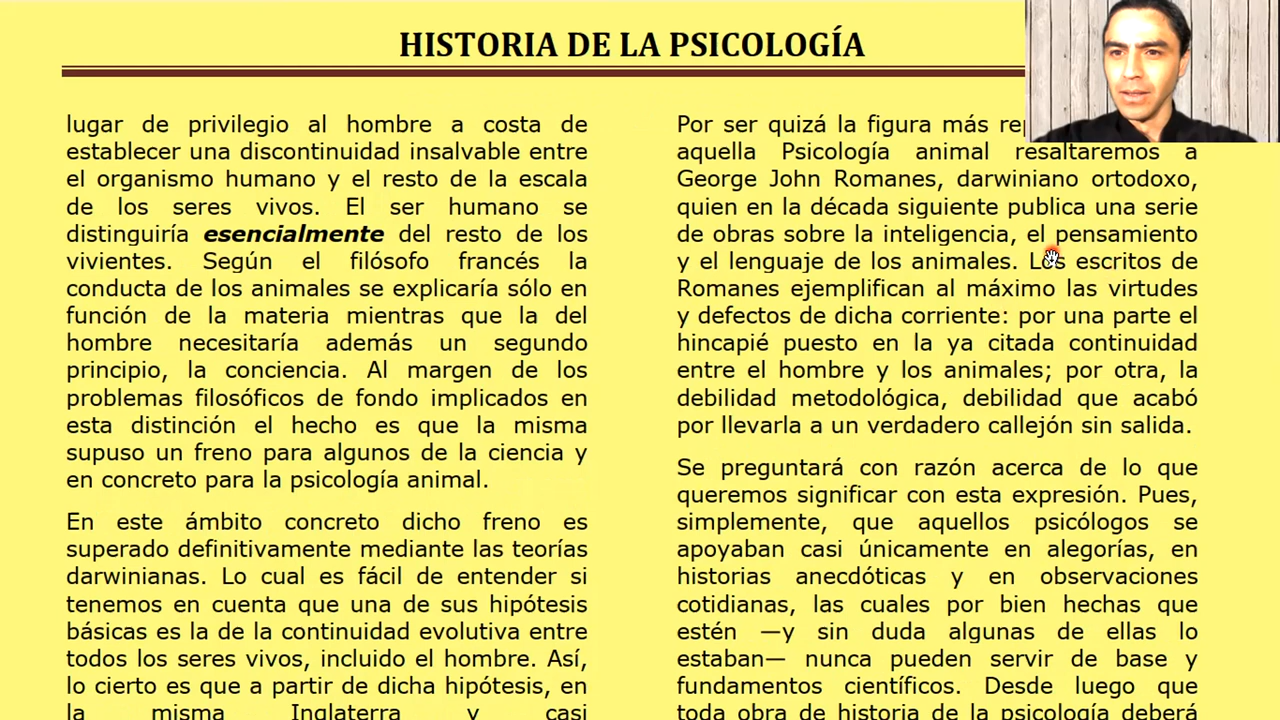 HISTORIA DE LA PSICOLOGÍA
lugar de privilegio al hombre a costa de
establecer una discontinuidad insalvable entre
el organismo humano y el resto de la escala
de los seres vivos. El ser humano se
distinguiría esencialmente del resto de los
vivientes. Según el filósofo francés la
conducta de los animales se explicaría sólo en
función de la materia mientras que la del
hombre necesitaría además un segundo
principio, la conciencia. Al margen de los
problemas filosóficos de fondo implicados en
esta distinción el hecho es que la misma
supuso un freno para algunos de la ciencia y
en concreto para la psicología animal.
En este ámbito concreto dicho freno es
superado definitivamente mediante las teorías
darwinianas. Lo cual es fácil de entender si
tenemos en cuenta que una de sus hipótesis
básicas es la de la continuidad evolutiva entre
todos los seres vivos, incluido el hombre. Así,
lo cierto es que a partir de dicha hipótesis, en
la misma Inglaterra y casi
Por ser quizá la figura más
aquella Psicología animal resaltaremos a
George John Romanes, darwiniano ortodoxo,
quien en la década siguiente publica una serie
de obras sobre la inteligencia, el pensamiento
y el lenguaje de los animales. Los escritos de
Romanes ejemplifican al máximo las virtudes
y defectos de dicha corriente: por una parte el
hincapié puesto en la ya citada continuidad
entre el hombre y los animales; por otra, la
debilidad metodológica, debilidad que acabó
por llevarla a un verdadero callejón sin salida.
Se preguntará con razón acerca de lo que
queremos significar con esta expresión. Pues,
simplemente, que aquellos psicólogos se
apoyaban casi únicamente en alegorías, en
historias anecdóticas y en observaciones
cotidianas, las cuales por bien hechas que
estén —y sin duda algunas de ellas lo
estaban— nunca pueden servir de base y
fundamentos científicos. Desde luego que
toda obra de historia de la psicología deberá